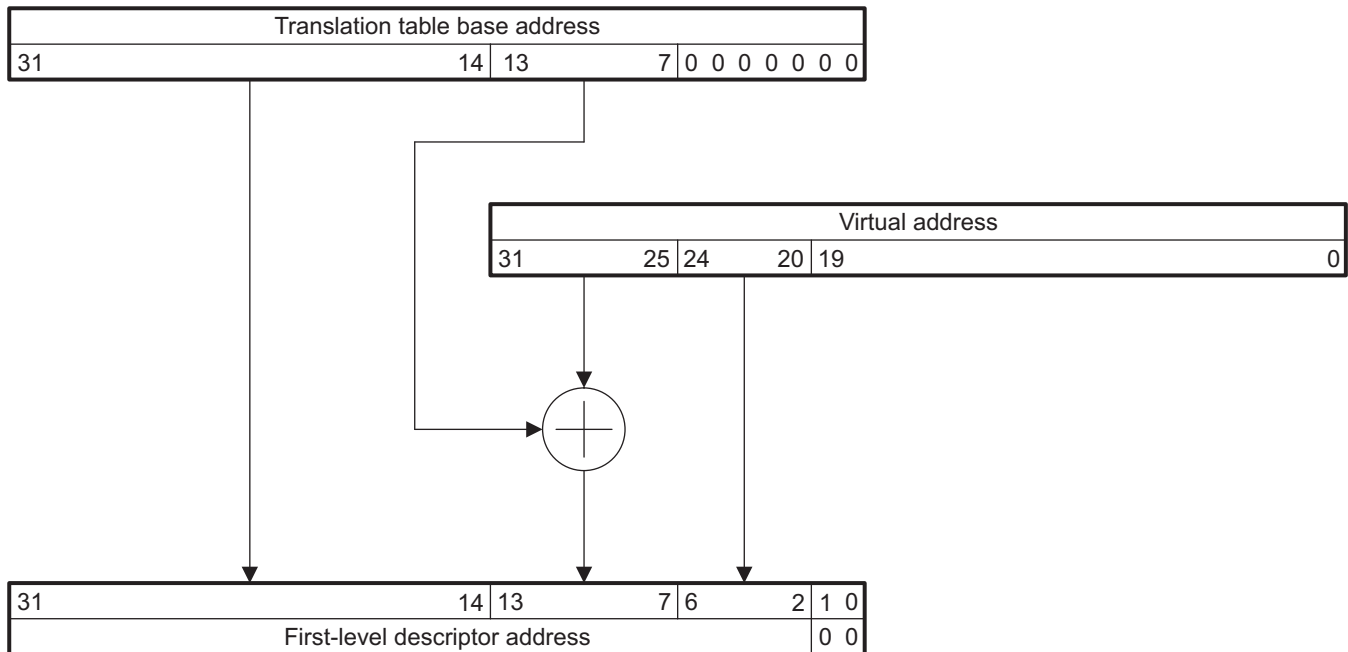 Translation table base address
31 14 13 7 0 0 0 0 0 0 0
Virtual address
31 25 24 20 19 0
31 14 13 7 6 2 1 0
First-level descriptor address 0 0